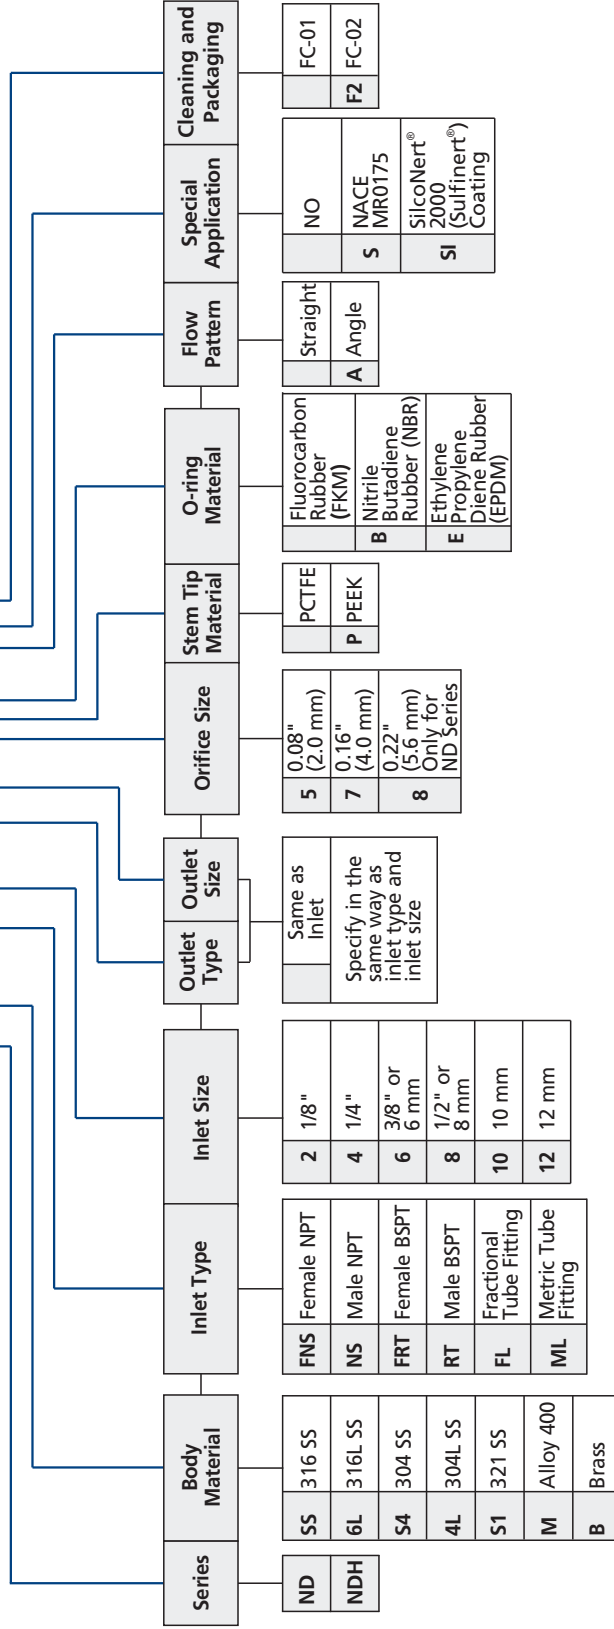 Series
ND
NDH
Body
Material
SS 316 SS
6L 316L SS
S4 304 SS
4L 304L SS
S1 321 SS
M Alloy 400
B Brass
Inlet Type
FNS Female NPT
NS Male NPT
FRT Female BSPT
RT Male BSPT
FL Fractional
Tube Fitting
ML Metric Tube
Fitting
Inlet Size
2 1/8"
4 1/4"
6 3/8" or
6 mm
8 1/2" or
8 mm
10 10 mm
12 12 mm
Outlet
Type
Outlet
Size
Same as
Inlet
Specify in the
same way as
inlet type and
inlet size
Orifice Size
5 0.08"
(2.0 mm)
7 0.16"
(4.0 mm)
8 0.22"
(5.6 mm)
Only for
ND Series
Stem Tip
Material
PCTFE
P PEEK
O-ring
Material
Fluorocarbon
Rubber
(FKM)
B Nitrile
Butadiene
Rubber (NBR)
E Ethylene
Propylene
Diene Rubber
(EPDM)
Flow
Pattern
Straight
A Angle
Special
Application
NO
S NACE
MR0175
SI SilcoNert®
2000
(Sulfinert®)
Coating
Cleaning and
Packaging
FC-01
F2 FC-02